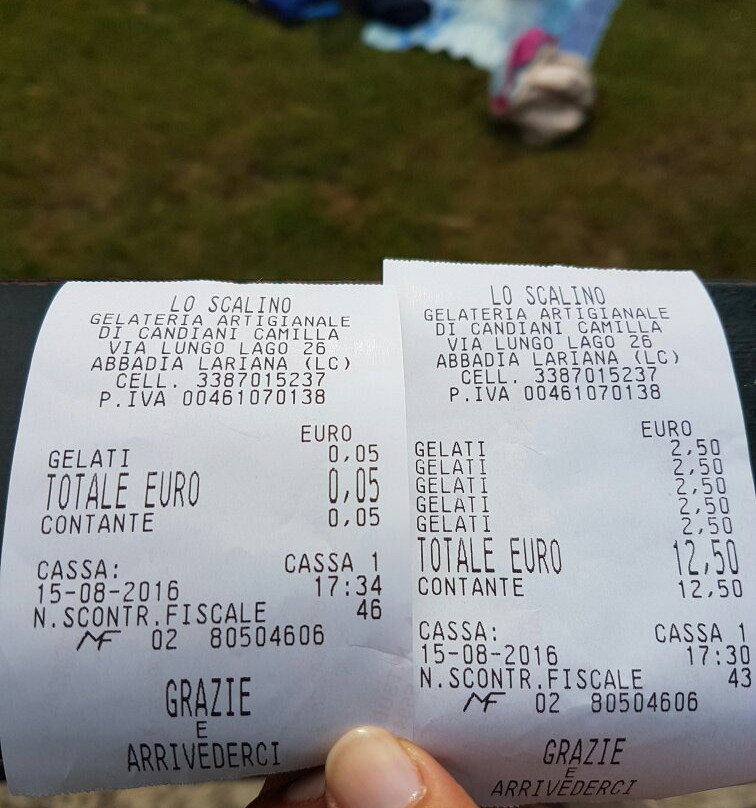 LO SCALINO
GELATERIA ARTIGIANALE
DI CANDIANI CAMILLA
VIA LUNGO LAGO 26
ABBADIA LARIANA (LC)
CELL. 3387015237
P.IVA 00461070138
EURO
GELATI 0,05
TOTALE EURO 0,05
CONTANTE 0,05
CASSA: CASSA 1
15-08-2016 17:34
N.SCONTR.FISCALE 46
MF 02 80504606
GRAZIE
E
ARRIVEDERCI
LO SCALINO
GELATERIA ARTIGIANALE
DI CANDIANI CAMILLA
VIA LUNGO LAGO 26
ABBADIA LARIANA (LC)
CELL. 3387015237
P.IVA 00461070138
EURO
GELATI 2,50
GELATI 2,50
GELATI 2,50
GELATI 2,50
GELATI 2,50
TOTALE EURO 12,50
CONTANTE 12,50
CASSA: CASSA 1
15-08-2016 17:30
N.SCONTR.FISCALE 43
MF 02 80504606
GRAZIE
E
ARRIVEDERCI